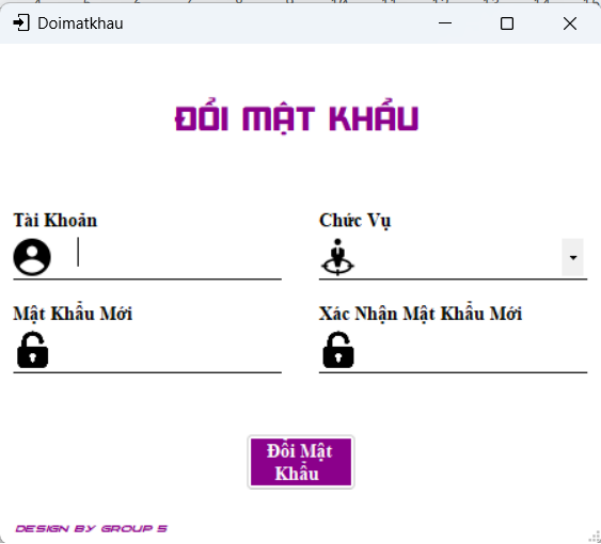 Doimatkhau
ĐỔI MẬT KHẨU
Tài Khoản
Chức Vụ
Mật Khẩu Mới
Xác Nhận Mật Khẩu Mới
Đổi Mật
Khẩu
DESIGN BY GROUP 5